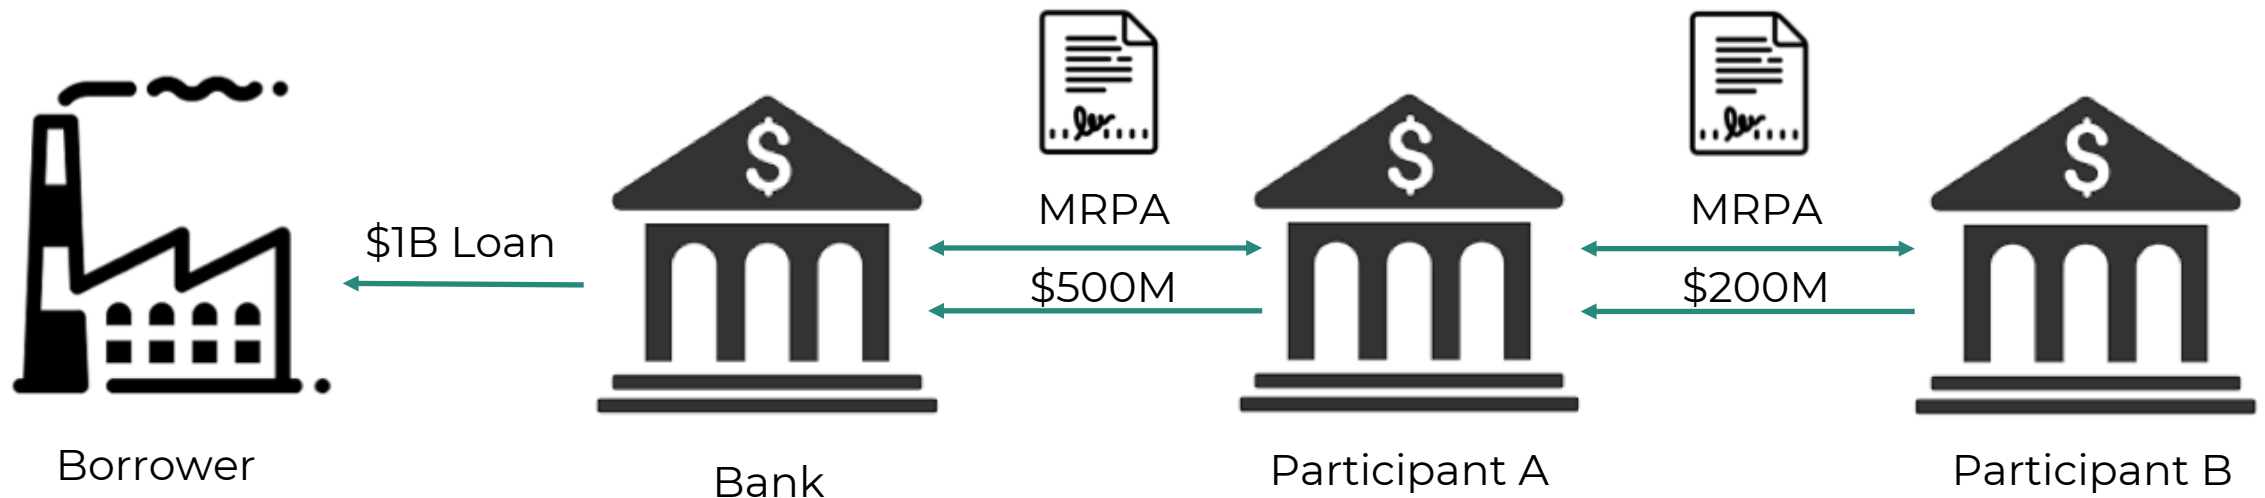 MRPA
MRPA
$1B Loan
$500M
$200M
Borrower
Bank
Participant A
Participant B